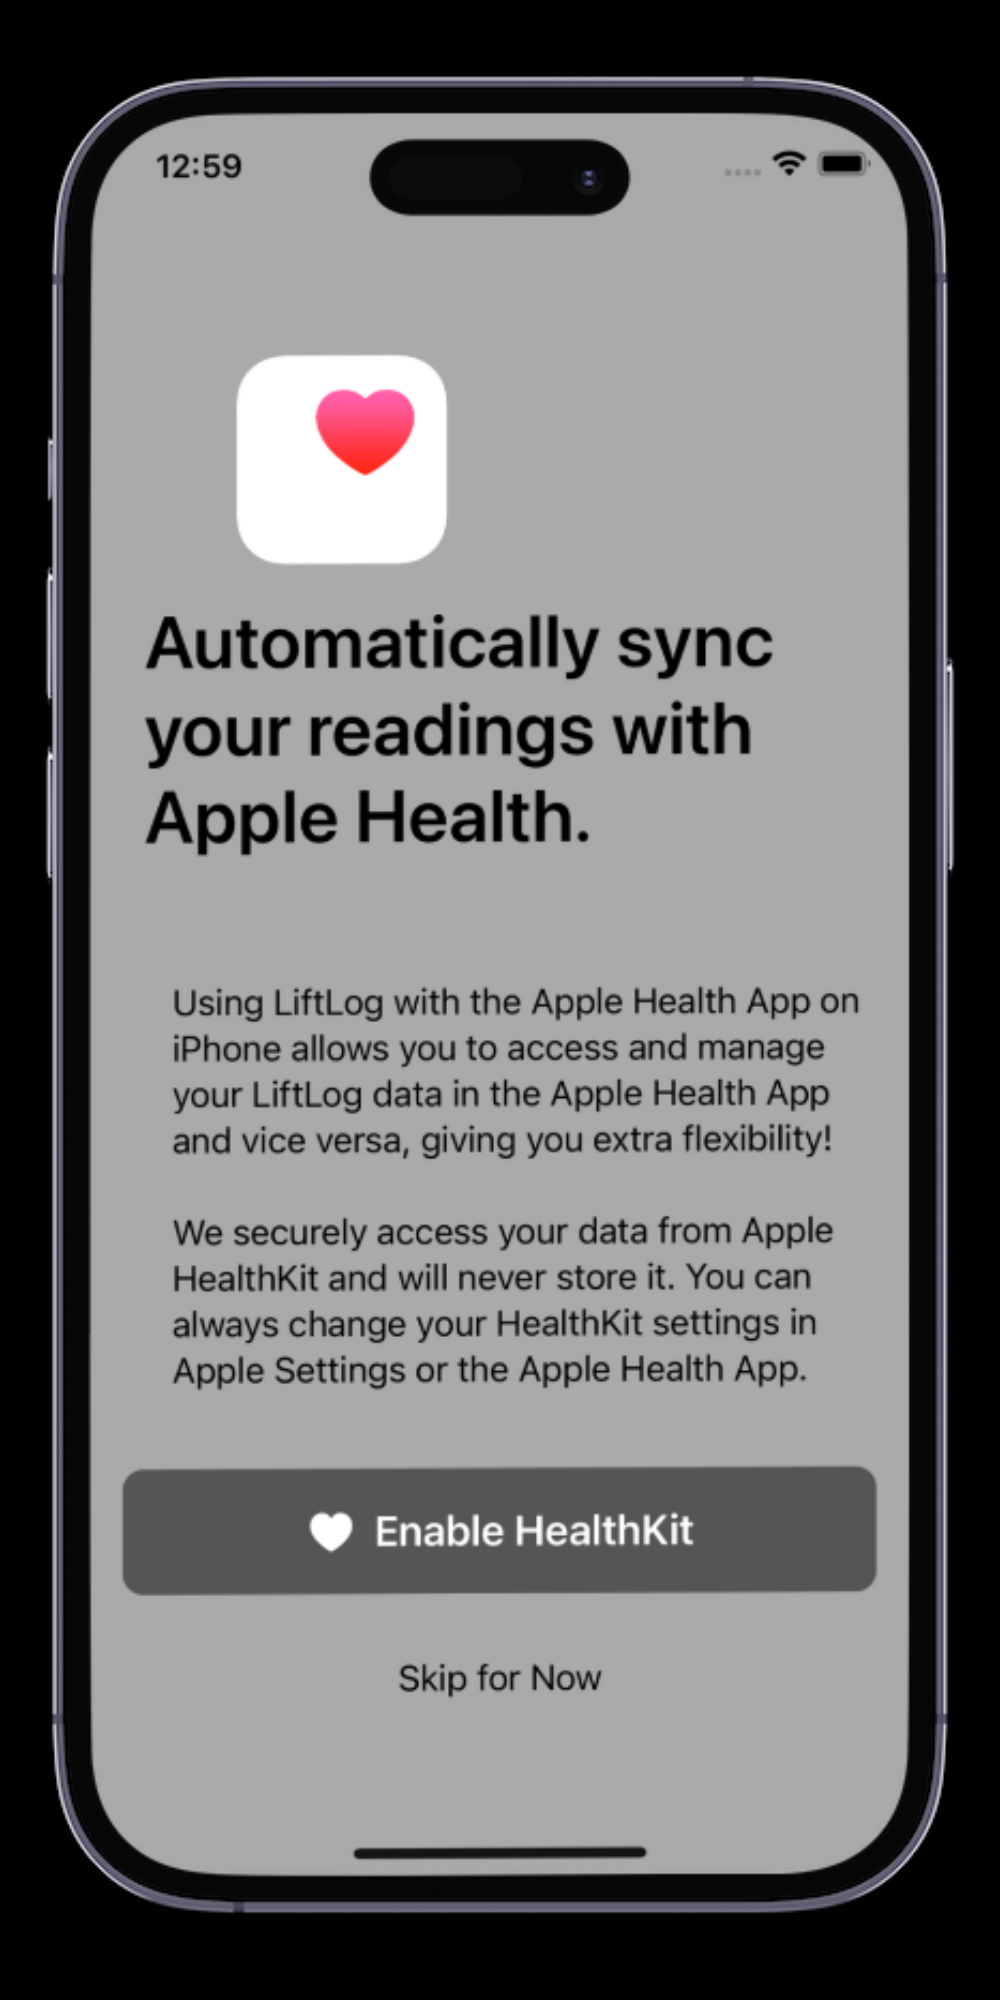 12:59
Automatically sync
your readings with
Apple Health.
Using LiftLog with the Apple Health App on
iPhone allows you to access and manage
your LiftLog data in the Apple Health App
and vice versa, giving you extra flexibility!
We securely access your data from Apple
HealthKit and will never store it. You can
always change your HealthKit settings in
Apple Settings or the Apple Health App.
Enable HealthKit
Skip for Now